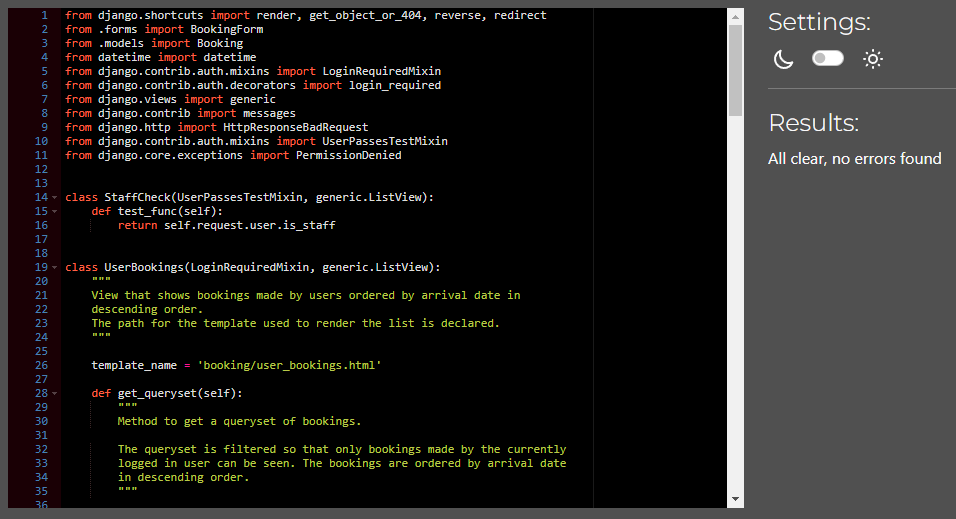 1 from django.shortcuts import render, get_object_or_404, reverse, redirect
2 from .forms import BookingForm
3 from .models import Booking
4 from datetime import datetime
5 from django.contrib.auth.mixins import LoginRequiredMixin
6 from django.contrib.auth.decorators import login_required
7 from django.views import generic
8 from django.contrib import messages
9 from django.http import HttpResponseBadRequest
10 from django.contrib.auth.mixins import UserPassesTestMixin
11 from django.core.exceptions import PermissionDenied
12
13
14 class StaffCheck(UserPassesTestMixin, generic.ListView):
15     def test_func(self):
16         return self.request.user.is_staff
17
18
19 class UserBookings(LoginRequiredMixin, generic.ListView):
20     """
21     View that shows bookings made by users ordered by arrival date in
22     descending order.
23     The path for the template used to render the list is declared.
24     """
25
26     template_name = 'booking/user_bookings.html'
27
28     def get_queryset(self):
29         """
30         Method to get a queryset of bookings.
31
32         The queryset is filtered so that only bookings made by the currently
33         logged in user can be seen. The bookings are ordered by arrival date
34         in descending order.
35         """
36
Settings:
Results:
All clear, no errors found